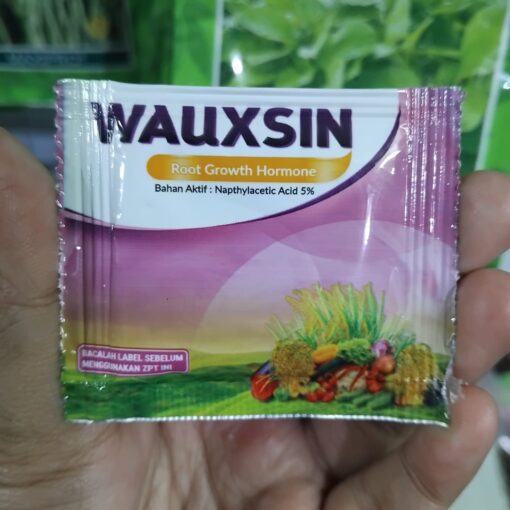 WAUXSIN
Root Growth Hormone
Bahan Aktif : Napthylacetic Acid 5%
BACALAH LABEL SEBELUM
MENGGUNAKAN ZPT INI